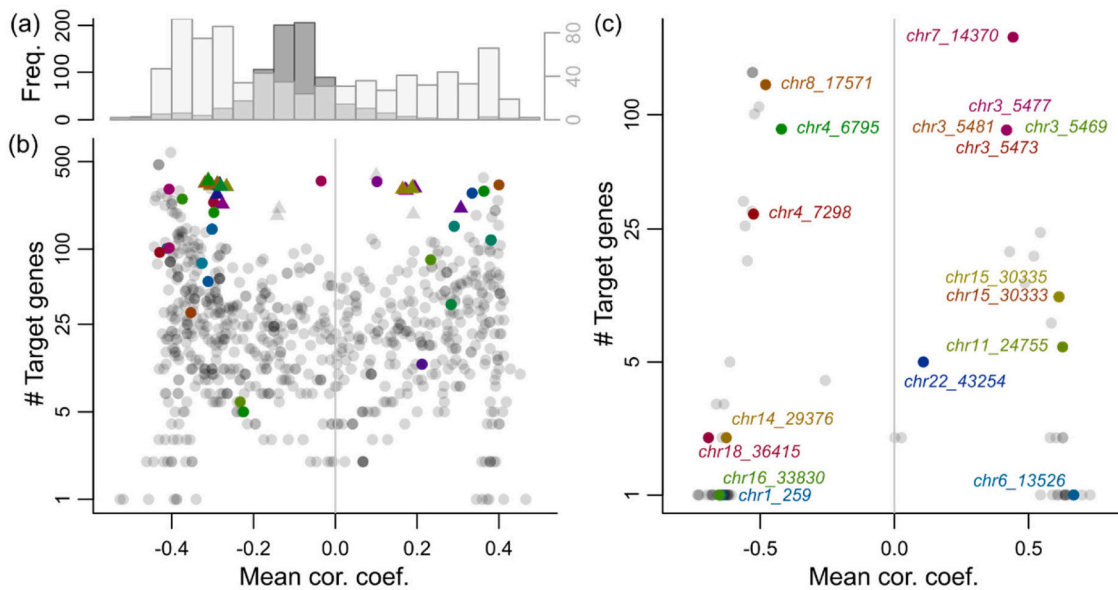 (a)
Freq.
200
100
0
80
40
0
(b)
# Target genes
500
100
25
5
1
-0.4
-0.2
0.0
0.2
0.4
Mean cor. coef.
(c)
# Target genes
100
25
5
1
chr7_14370
chr8_17571
chr3_5477
chr4_6795
chr3_5481
chr3_5469
chr3_5473
chr4_7298
chr15_30335
chr15_30333
chr11_24755
chr22_43254
chr14_29376
chr18_36415
chr16_33830
chr6_13526
chr1_259
-0.5
0.0
0.5
Mean cor. coef.